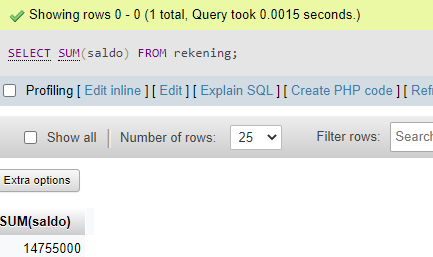 Showing rows 0 - 0 (1 total, Query took 0.0015 seconds.)
SELECT SUM(saldo) FROM rekening;
Profiling [ Edit inline ] [ Edit ] [ Explain SQL ] [ Create PHP code ] [ Refr
Show all Number of rows: 25 Filter rows: Search
Extra options
SUM(saldo)
14755000